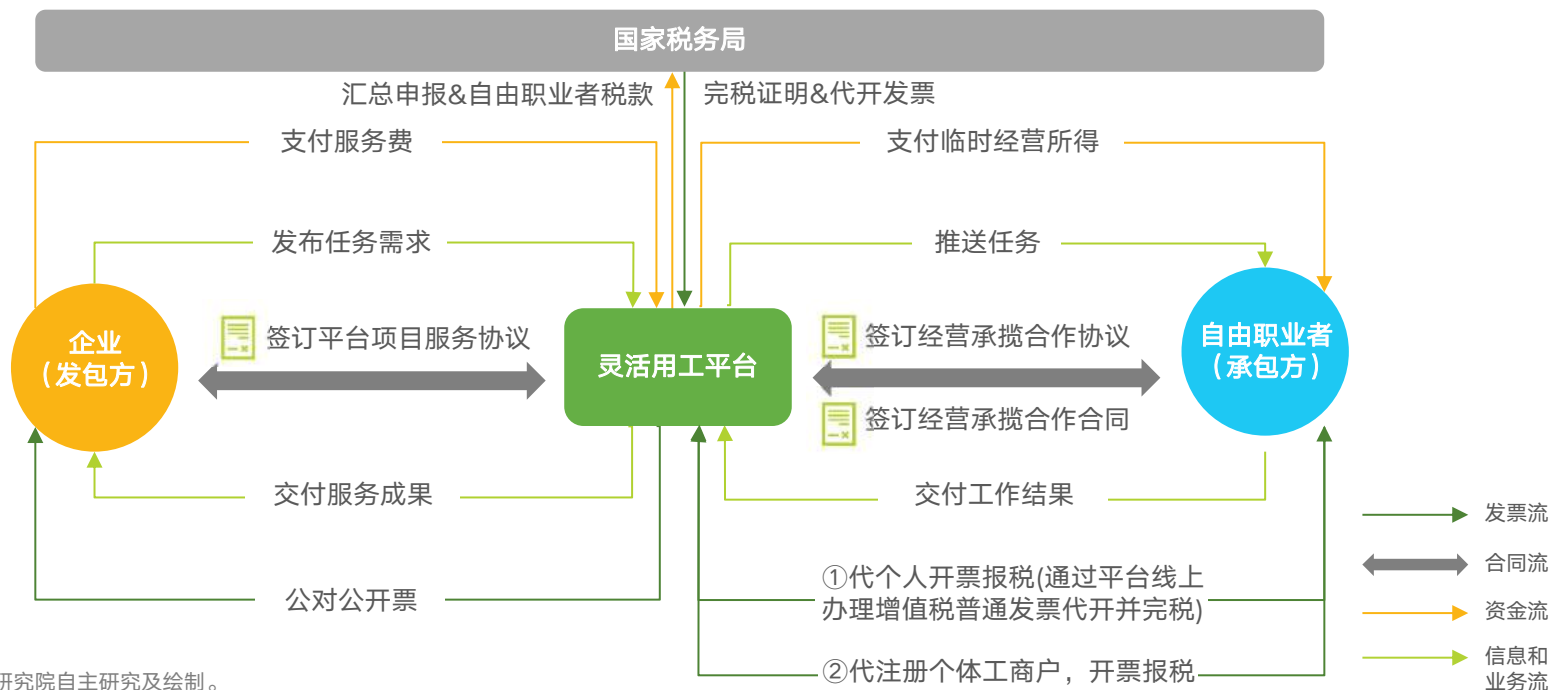 国家税务局
汇总申报&自由职业者税款
完税证明&代开发票
支付服务费
支付临时经营所得
发布任务需求
推送任务
企业
（发包方）
签订平台项目服务协议
灵活用工平台
签订经营承揽合作协议
签订经营承揽合作合同
自由职业者
（承包方）
交付服务成果
交付工作结果
公对公开票
①代个人开票报税(通过平台线上
办理增值税普通发票代开并完税)
②代注册个体工商户，开票报税
发票流
合同流
资金流
信息和
业务流
研究院自主研究及绘制。